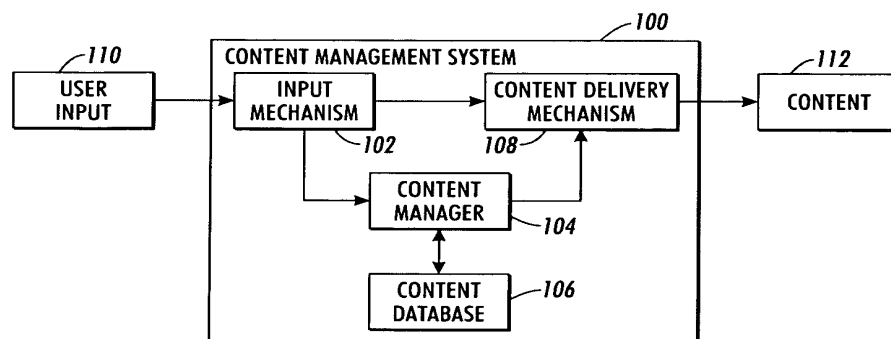 100
110
USER
INPUT
CONTENT MANAGEMENT SYSTEM
INPUT
MECHANISM
102
CONTENT DELIVERY
MECHANISM
108
112
CONTENT
CONTENT
MANAGER
104
CONTENT
DATABASE
106